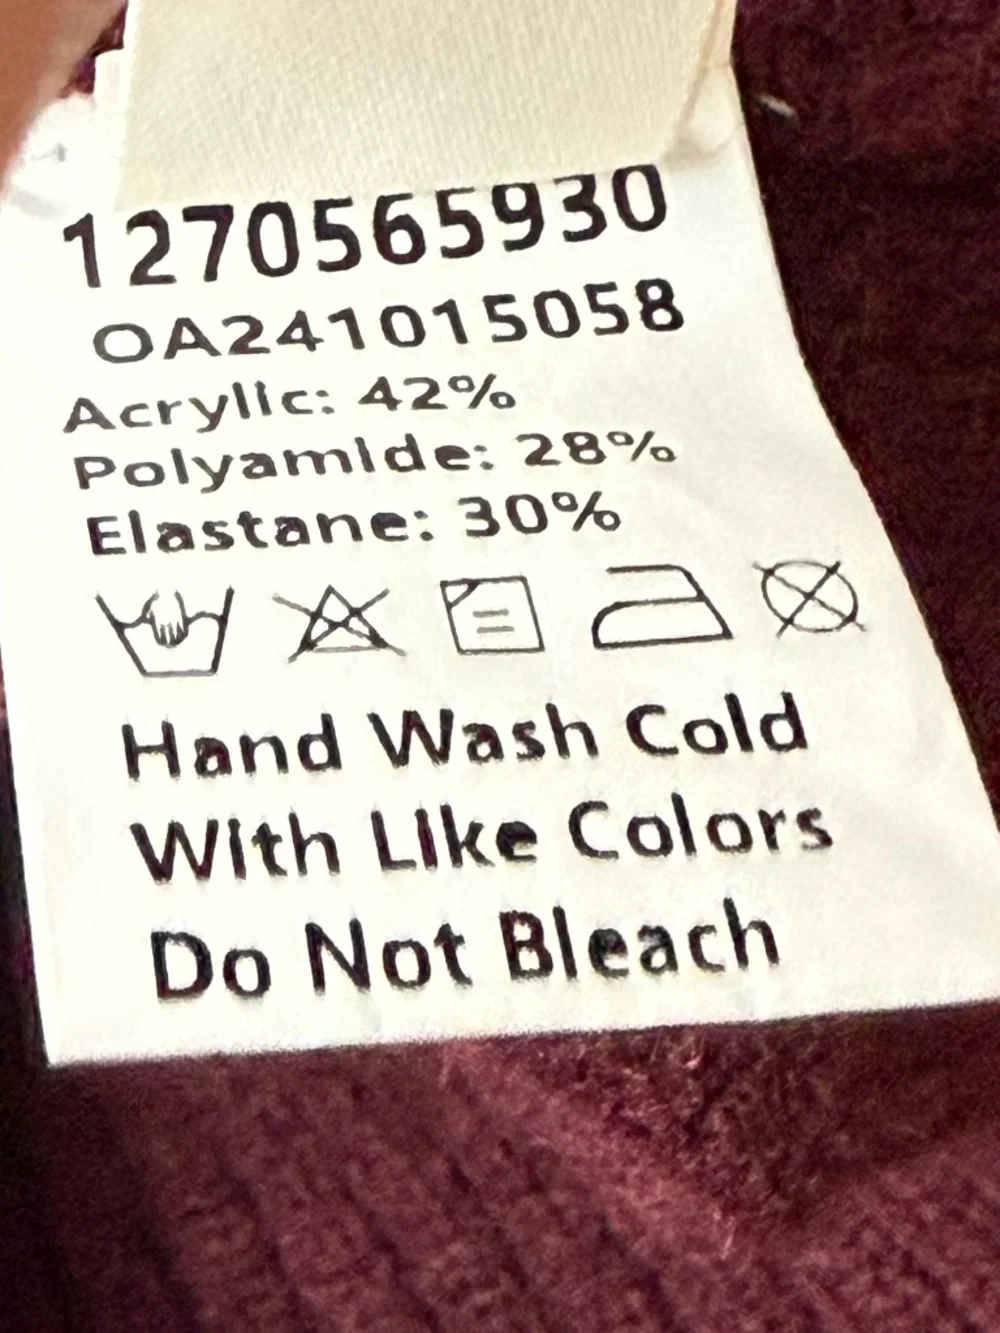 1270565930
OA241015058
Acrylic: 42%
Polyamide: 28%
Elastane: 30%
Hand Wash Cold
With Like Colors
Do Not Bleach